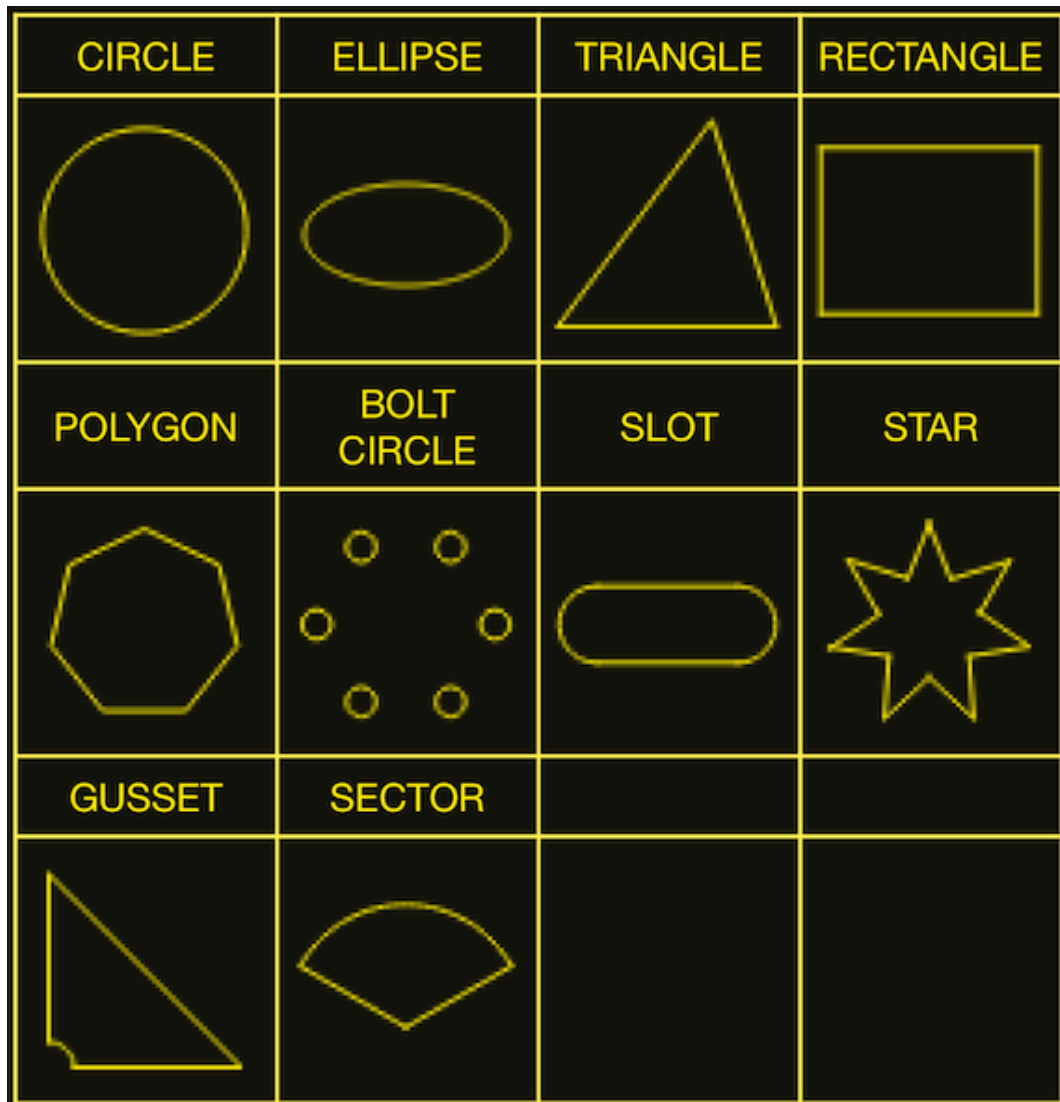 CIRCLE
ELLIPSE
TRIANGLE
RECTANGLE
POLYGON
BOLT
CIRCLE
SLOT
STAR
GUSSET
SECTOR